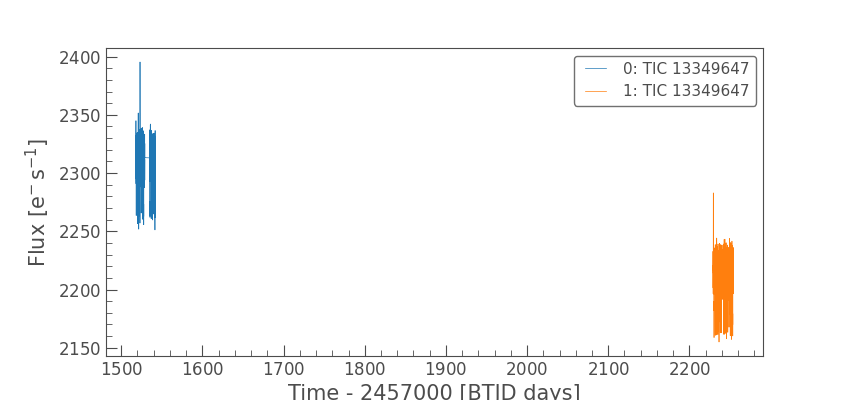 2400
2350
2300
2250
2200
2150
Flux [e⁻ s⁻¹]
0: TIC 13349647
1: TIC 13349647
1500 1600 1700 1800 1900 2000 2100 2200
Time - 2457000 [BTJD days]